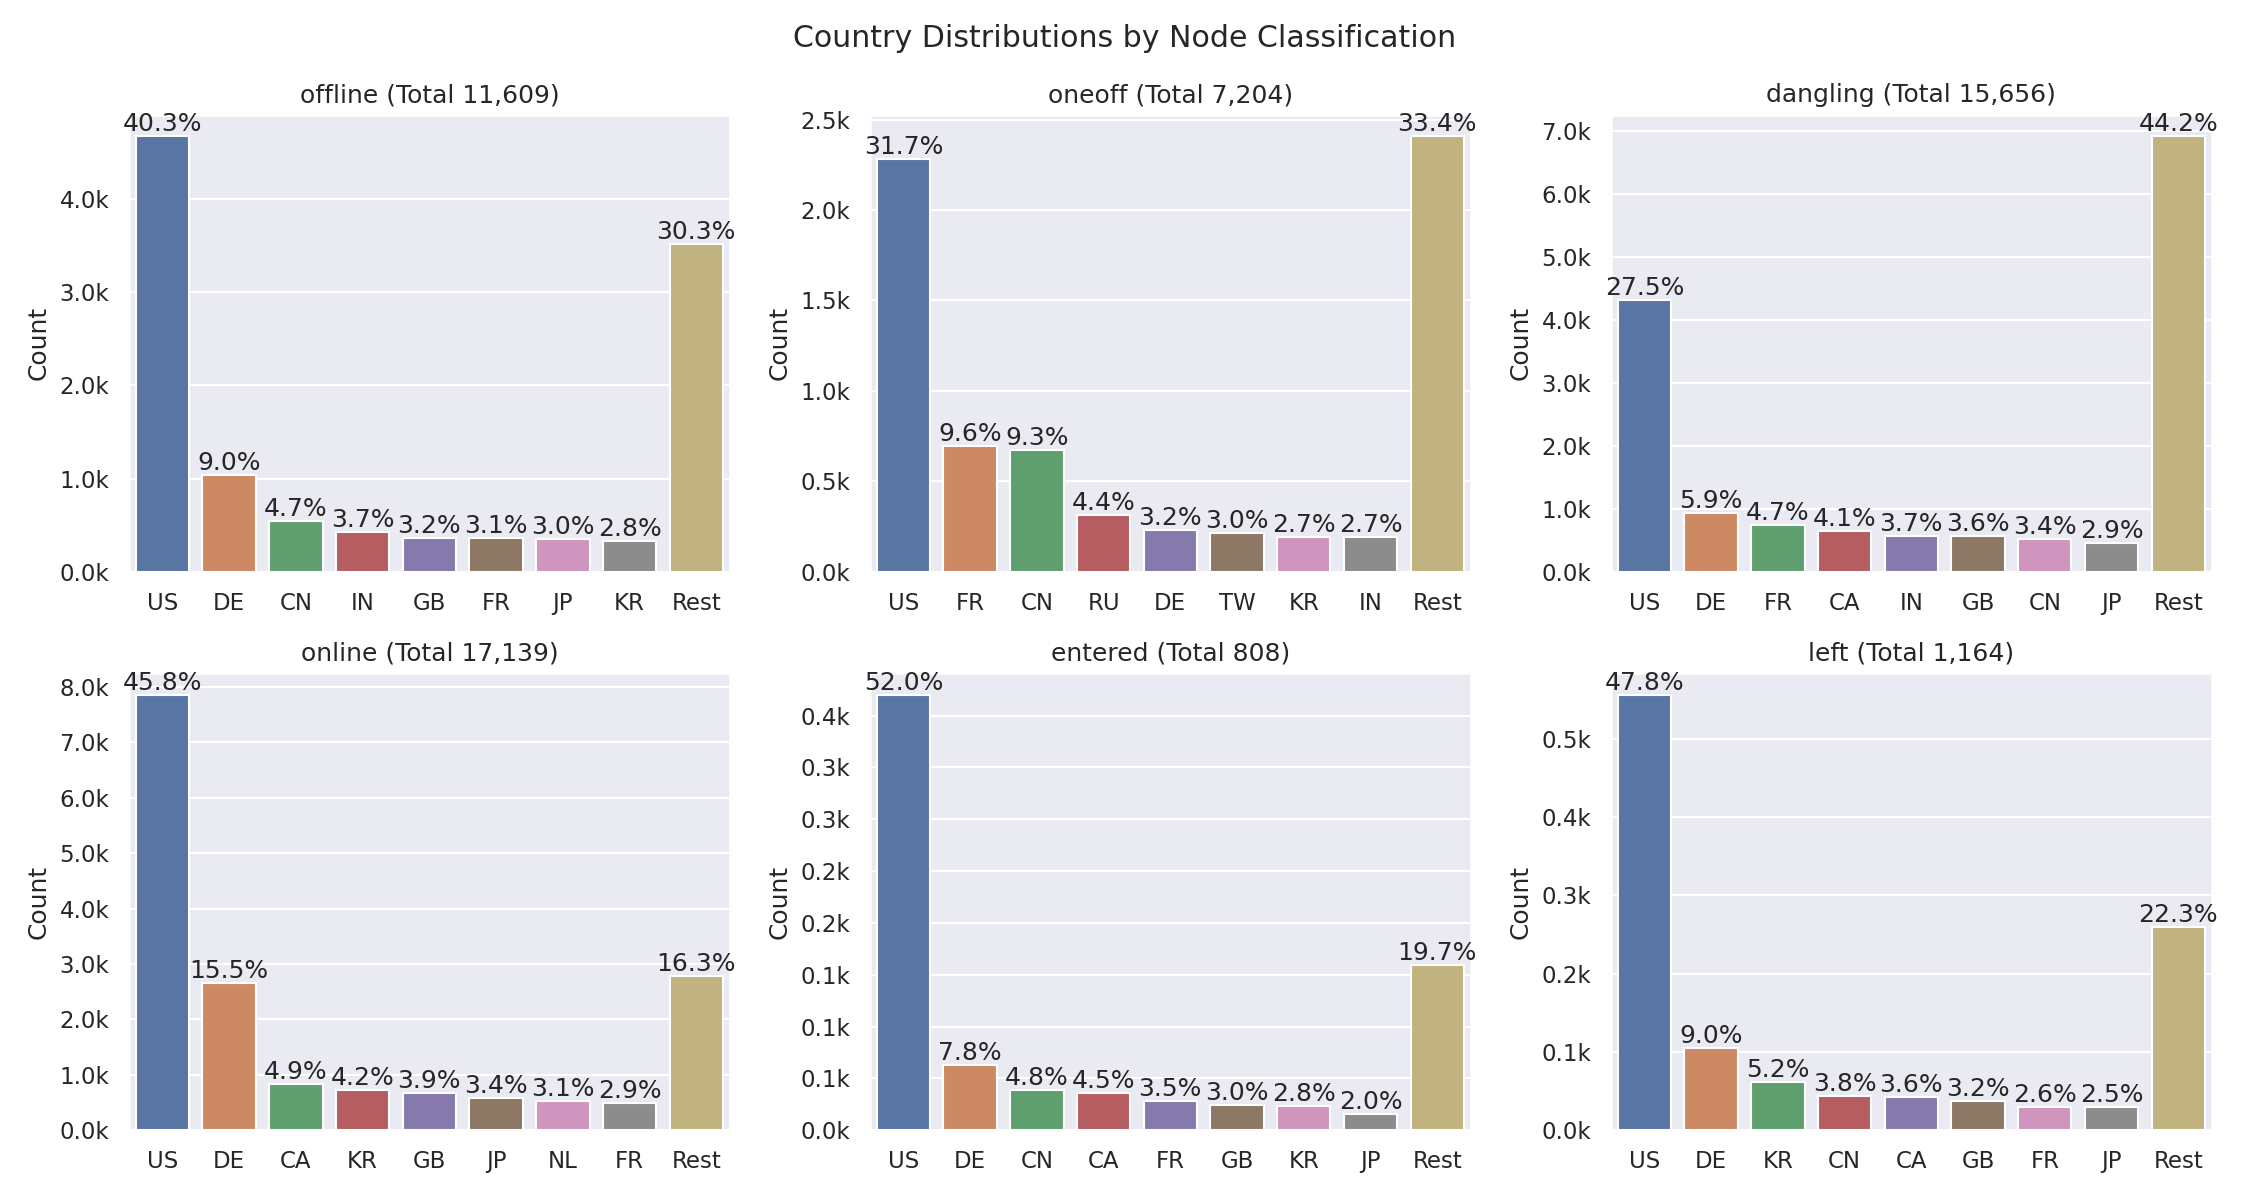 Country Distributions by Node Classification
offline (Total 11,609)
Count
4.0k
3.0k
2.0k
1.0k
0.0k
40.3%
9.0%
4.7%
3.7%
3.2%
3.1%
3.0%
2.8%
30.3%
US DE CN IN GB FR JP KR Rest
oneoff (Total 7,204)
Count
2.5k
2.0k
1.5k
1.0k
0.5k
0.0k
31.7%
9.6%
9.3%
4.4%
3.2%
3.0%
2.7%
2.7%
33.4%
US FR CN RU DE TW KR IN Rest
dangling (Total 15,656)
Count
7.0k
6.0k
5.0k
4.0k
3.0k
2.0k
1.0k
0.0k
27.5%
5.9%
4.7%
4.1%
3.7%
3.6%
3.4%
2.9%
44.2%
US DE FR CA IN GB CN JP Rest
online (Total 17,139)
Count
8.0k
7.0k
6.0k
5.0k
4.0k
3.0k
2.0k
1.0k
0.0k
45.8%
15.5%
4.9%
4.2%
3.9%
3.4%
3.1%
2.9%
16.3%
US DE CA KR GB JP NL FR Rest
entered (Total 808)
Count
0.4k
0.3k
0.3k
0.2k
0.2k
0.1k
0.1k
0.1k
0.0k
52.0%
7.8%
4.8%
4.5%
3.5%
3.0%
2.8%
2.0%
19.7%
US DE CN CA FR GB KR JP Rest
left (Total 1,164)
Count
0.5k
0.4k
0.3k
0.2k
0.1k
0.0k
47.8%
9.0%
5.2%
3.8%
3.6%
3.2%
2.6%
2.5%
22.3%
US DE KR CN CA GB FR JP Rest